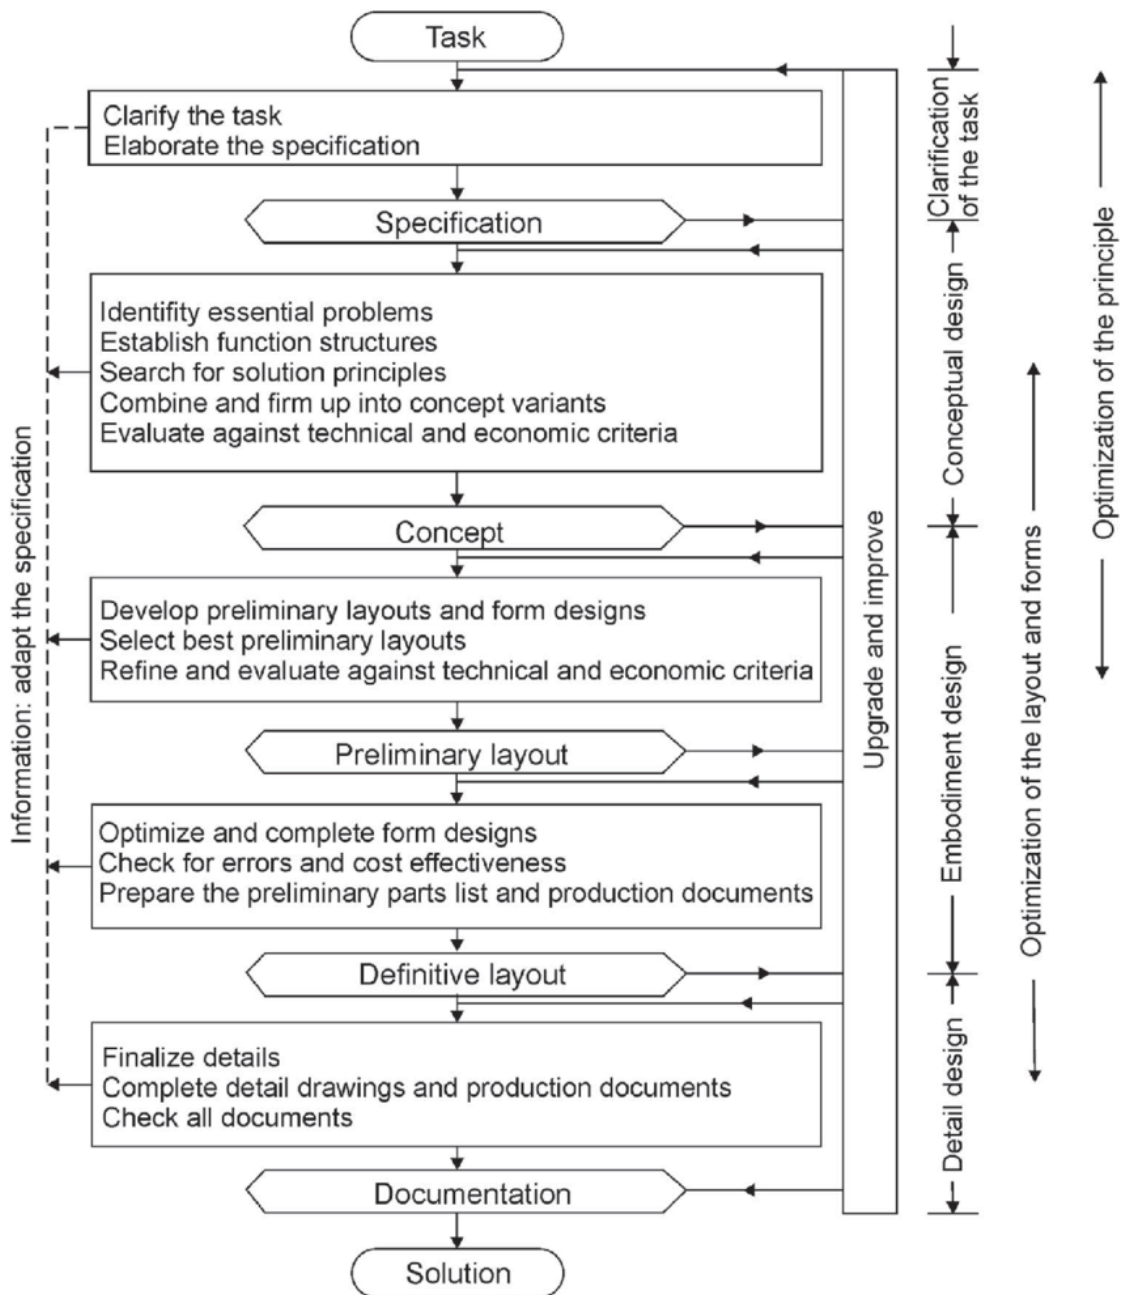 Task
Clarify the task
Elaborate the specification
Specification
Identifity essential problems
Establish function structures
Search for solution principles
Combine and firm up into concept variants
Evaluate against technical and economic criteria
Concept
Develop preliminary layouts and form designs
Select best preliminary layouts
Refine and evaluate against technical and economic criteria
Preliminary layout
Optimize and complete form designs
Check for errors and cost effectiveness
Prepare the preliminary parts list and production documents
Definitive layout
Finalize details
Complete detail drawings and production documents
Check all documents
Documentation
Solution
Information: adapt the specification
Upgrade and improve
Clarification
of the task
Conceptual design
Embodiment design
Detail design
Optimization of the layout and forms
Optimization of the principle